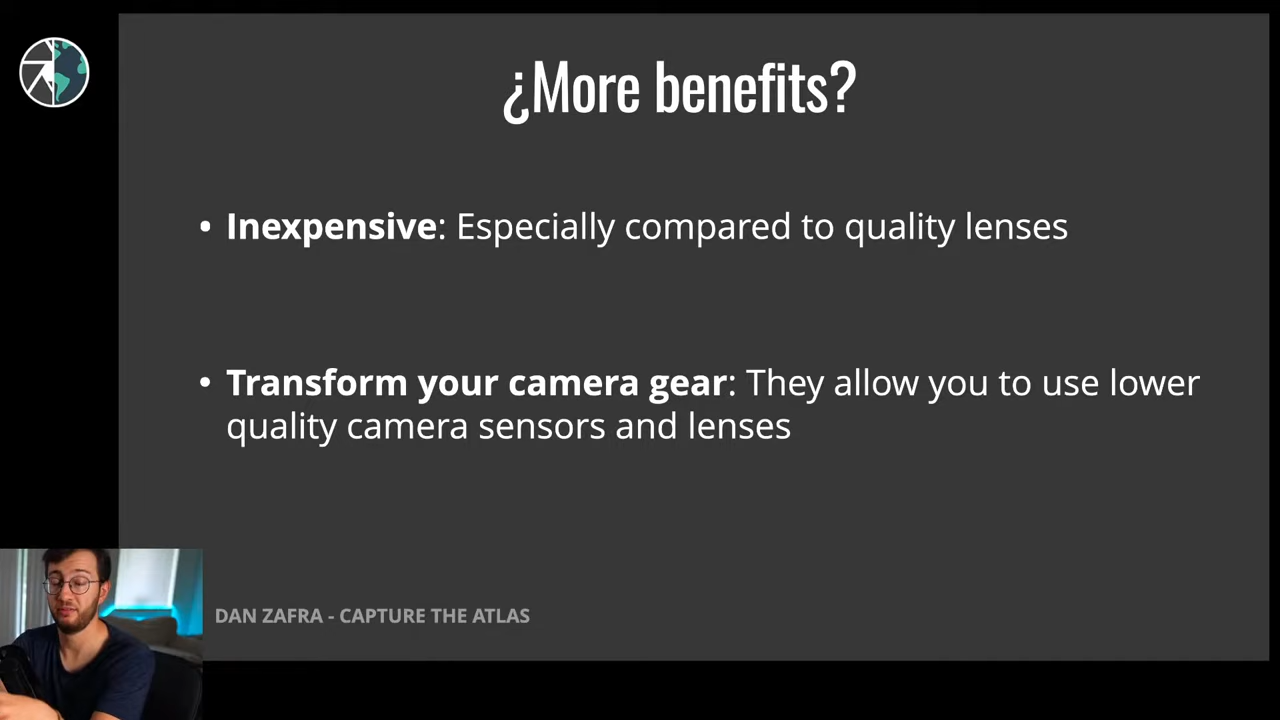 ¿More benefits?
• Inexpensive: Especially compared to quality lenses
• Transform your camera gear: They allow you to use lower
quality camera sensors and lenses
DAN ZAFRA - CAPTURE THE ATLAS